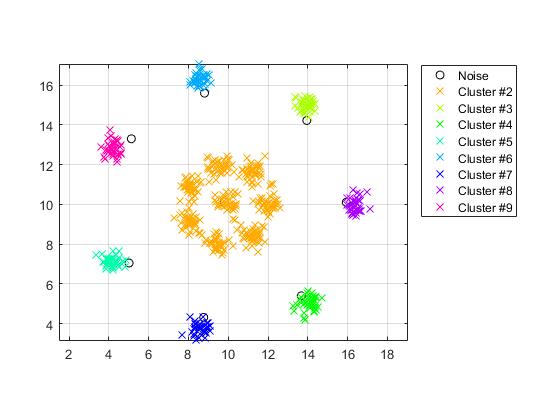 16
14
12
10
8
6
4
2 4 6 8 10 12 14 16 18
Noise
Cluster #2
Cluster #3
Cluster #4
Cluster #5
Cluster #6
Cluster #7
Cluster #8
Cluster #9